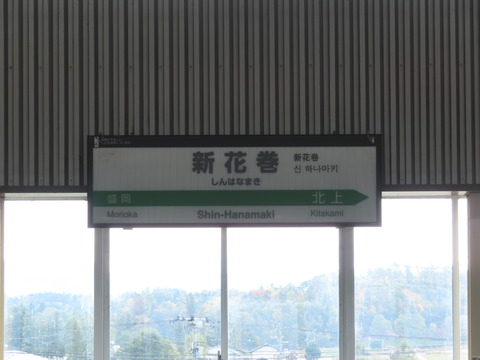 新花巻
新花巻
신 하나마키
しんはなまき
盛岡 北上
Morioka Shin-Hanamaki Kitakami